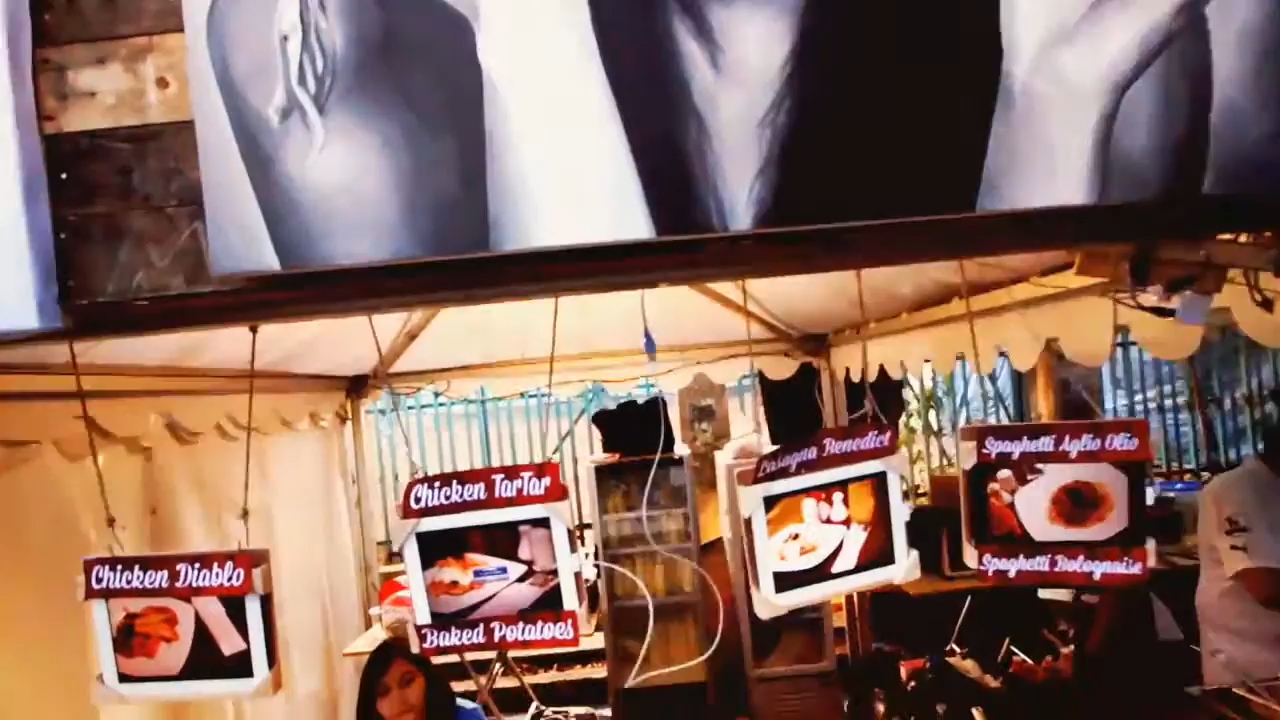 Chicken Diablo
Chicken TarTar
Baked Potatoes
Lasagna Benedict
Spaghetti Aglio Olio
Spaghetti Bolognaise